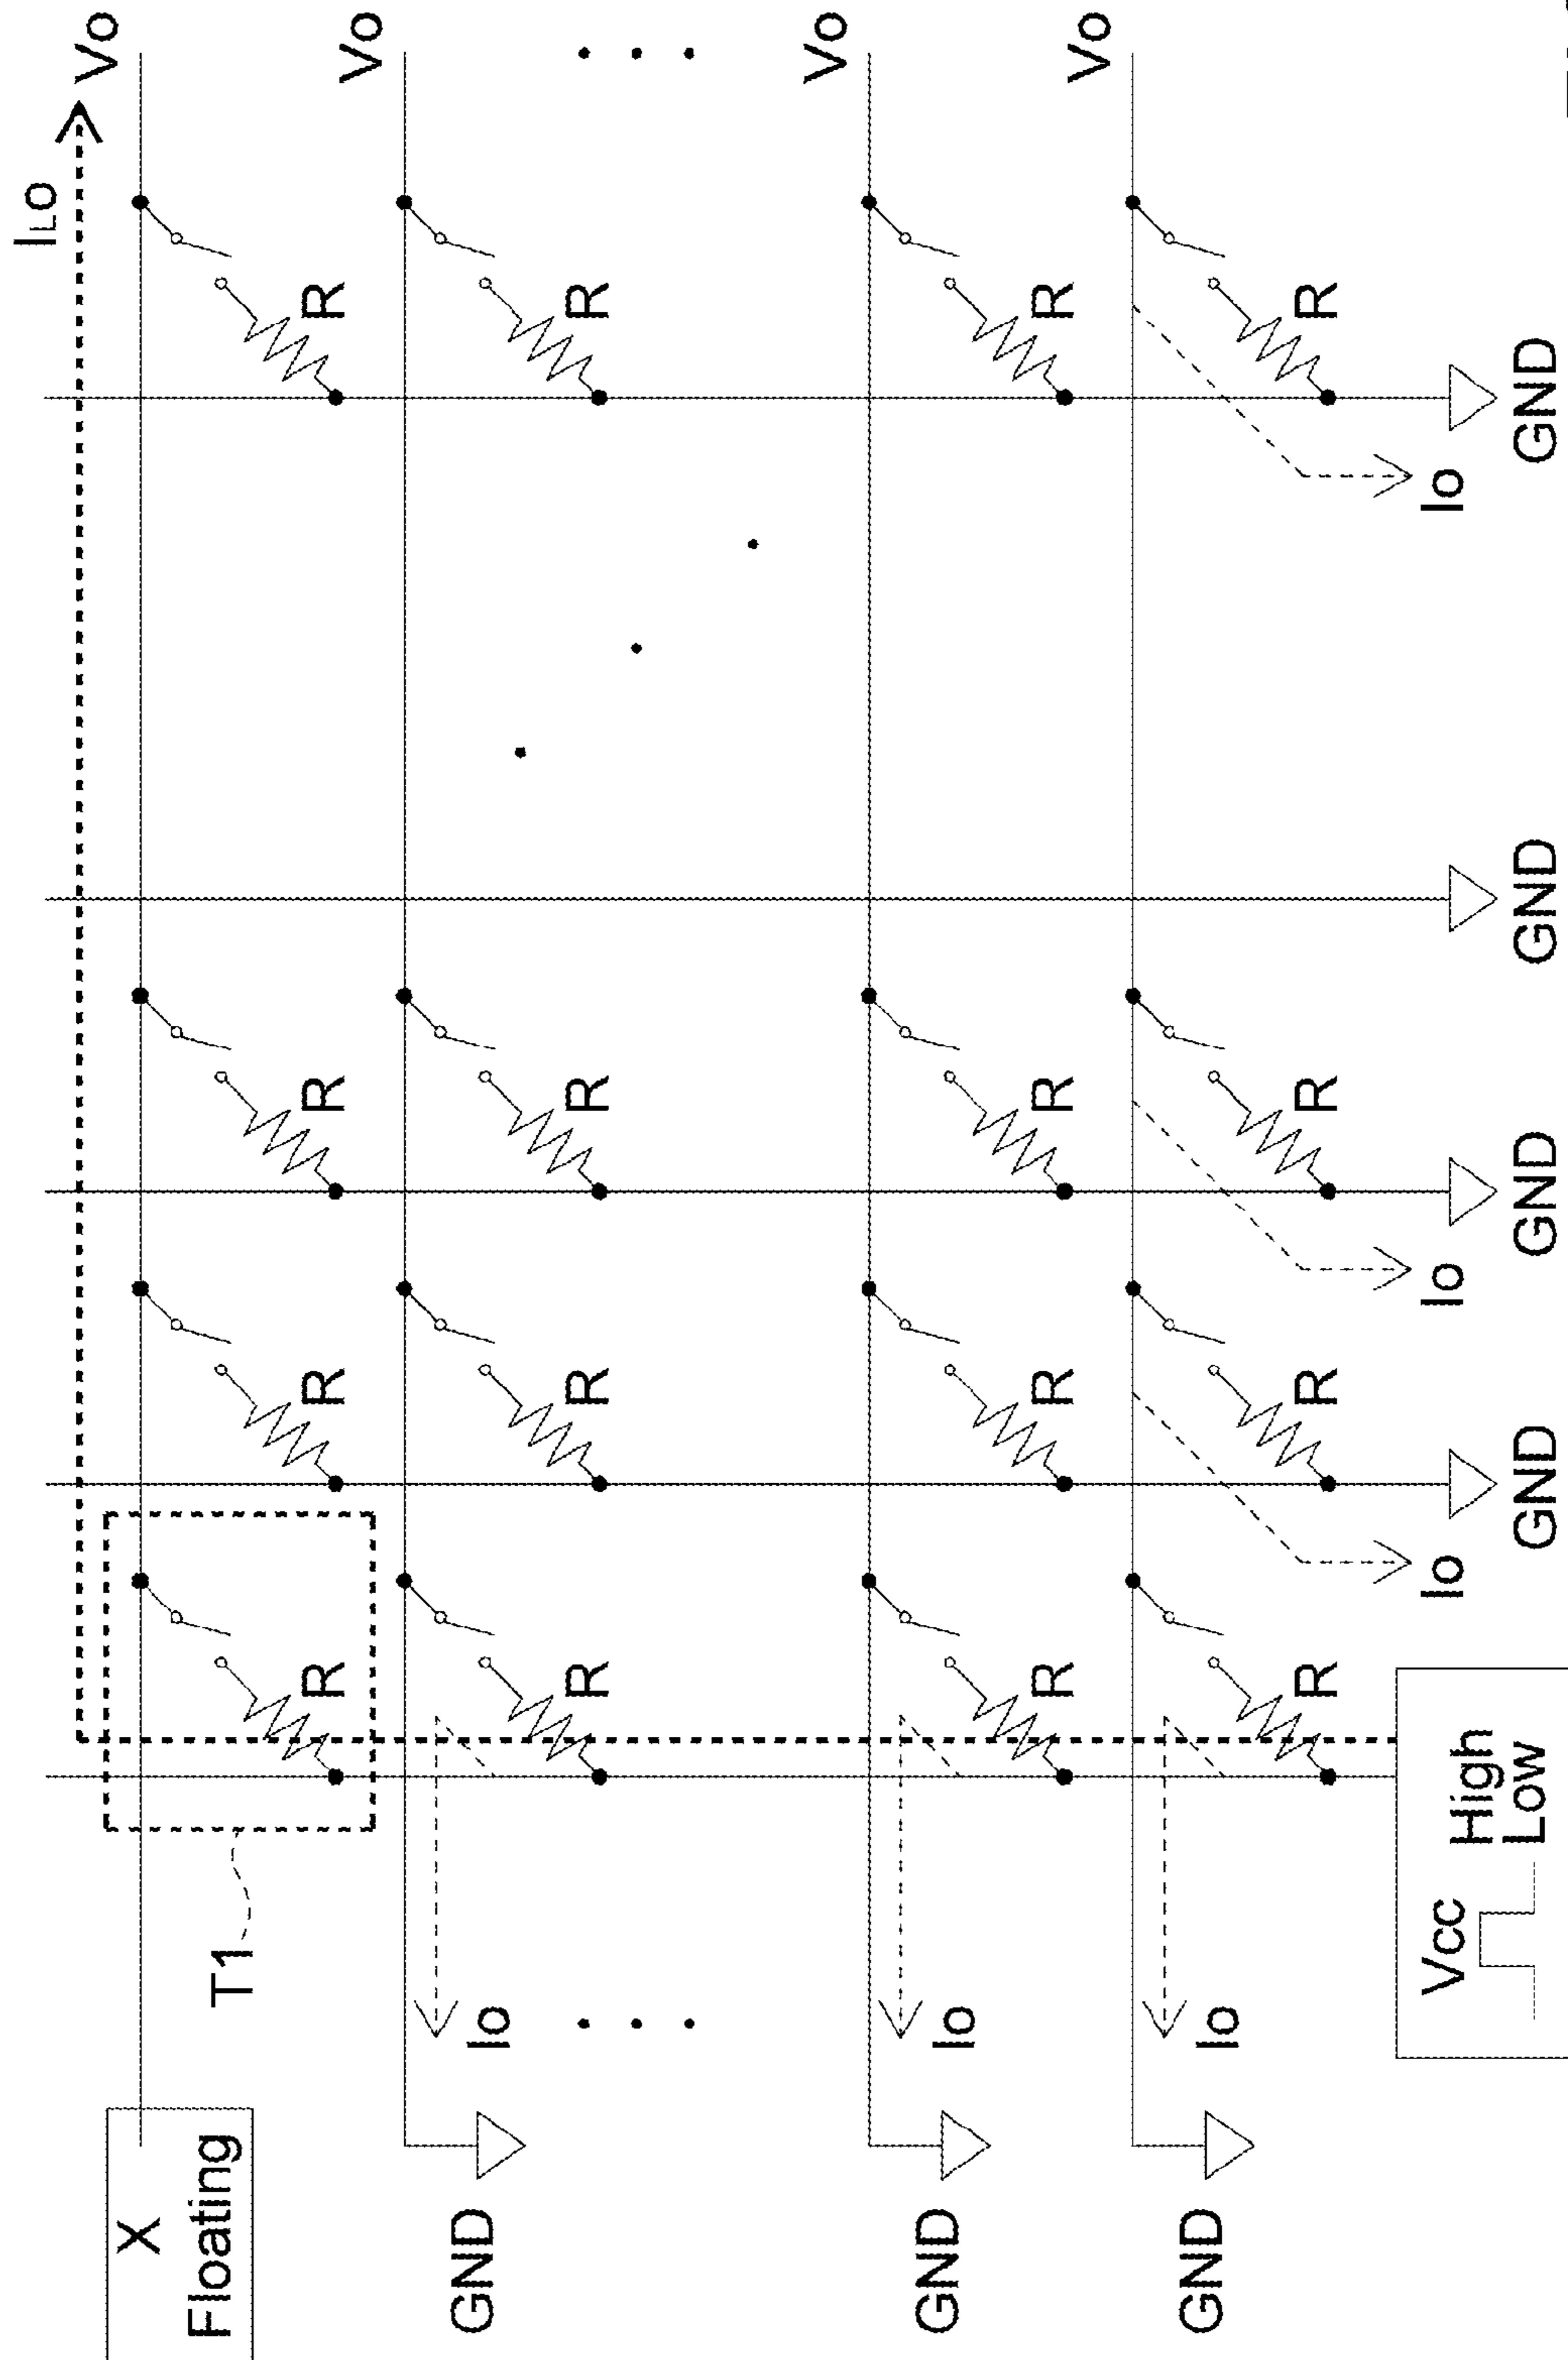 ILO
Vo
X
Floating
T1
R R R R
Vo
GND
Io
R R R R
Vo
GND
Io
R R R R
Vo
GND
Io
R R R R
Vcc
High
Low
Io Io Io
GND GND GND GND